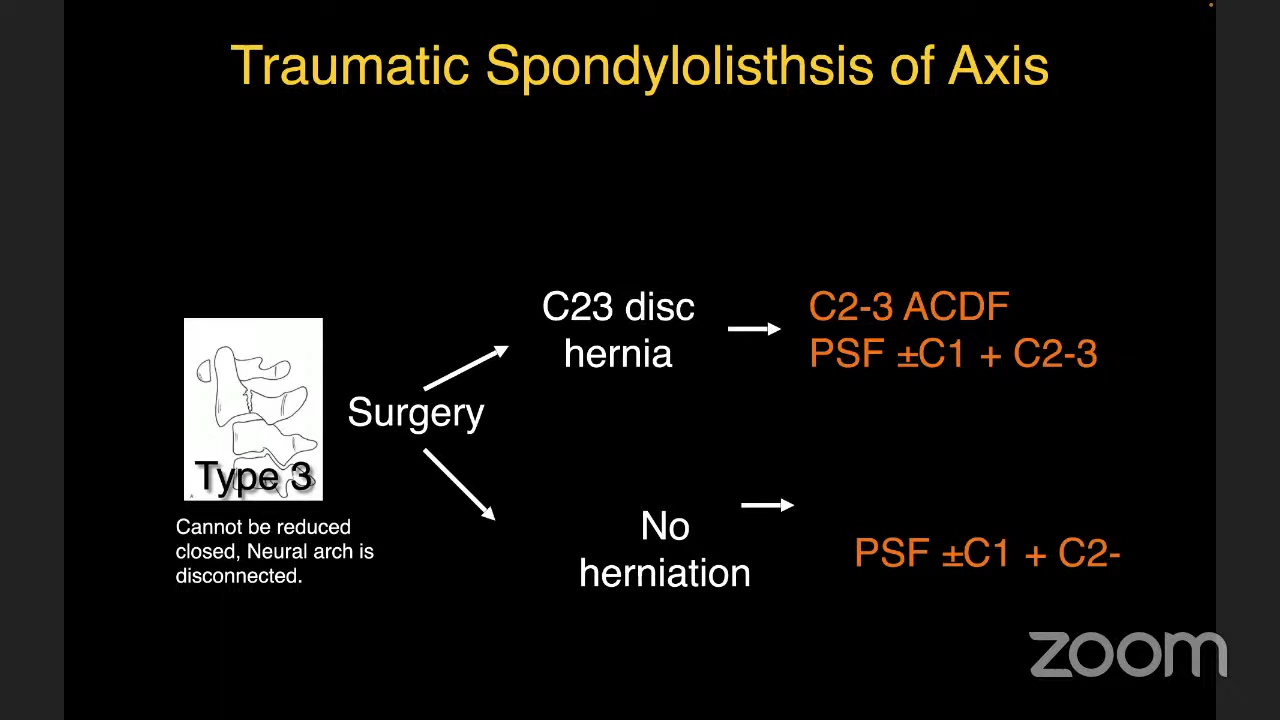 Traumatic Spondylolisthsis of Axis
C23 disc
hernia
C2-3 ACDF
PSF ±C1 + C2-3
Surgery
Type 3
Cannot be reduced
closed, Neural arch is
disconnected.
No
herniation
PSF ±C1 + C2-
zoom